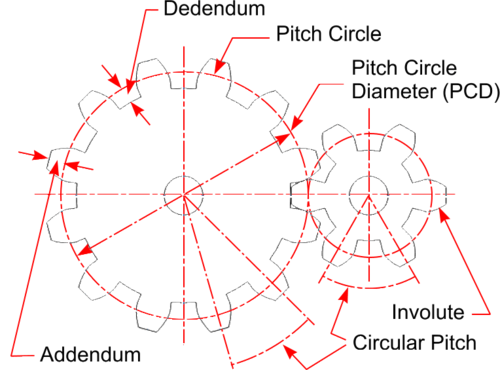 Dedendum
Pitch Circle
Pitch Circle
Diameter (PCD)
Involute
Circular Pitch
Addendum